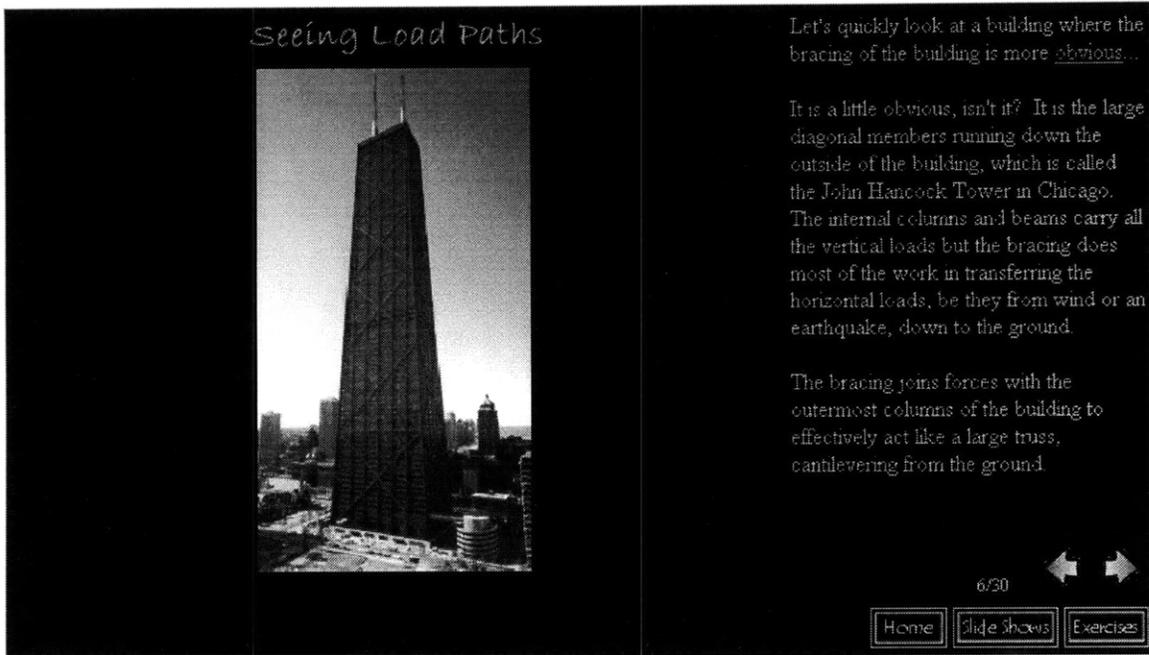 Seeing Load Paths
Let's quickly look at a building where the
bracing of the building is more obvious...
It is a little obvious, isn't it? It is the large
diagonal members running down the
outside of the building, which is called
the John Hancock Tower in Chicago.
The internal columns and beams carry all
the vertical loads but the bracing does
most of the work in transferring the
horizontal loads, be they from wind or an
earthquake, down to the ground.
The bracing joins forces with the
outermost columns of the building to
effectively act like a large truss,
cantilevering from the ground.
6/30
Home Slide Shows Exercises